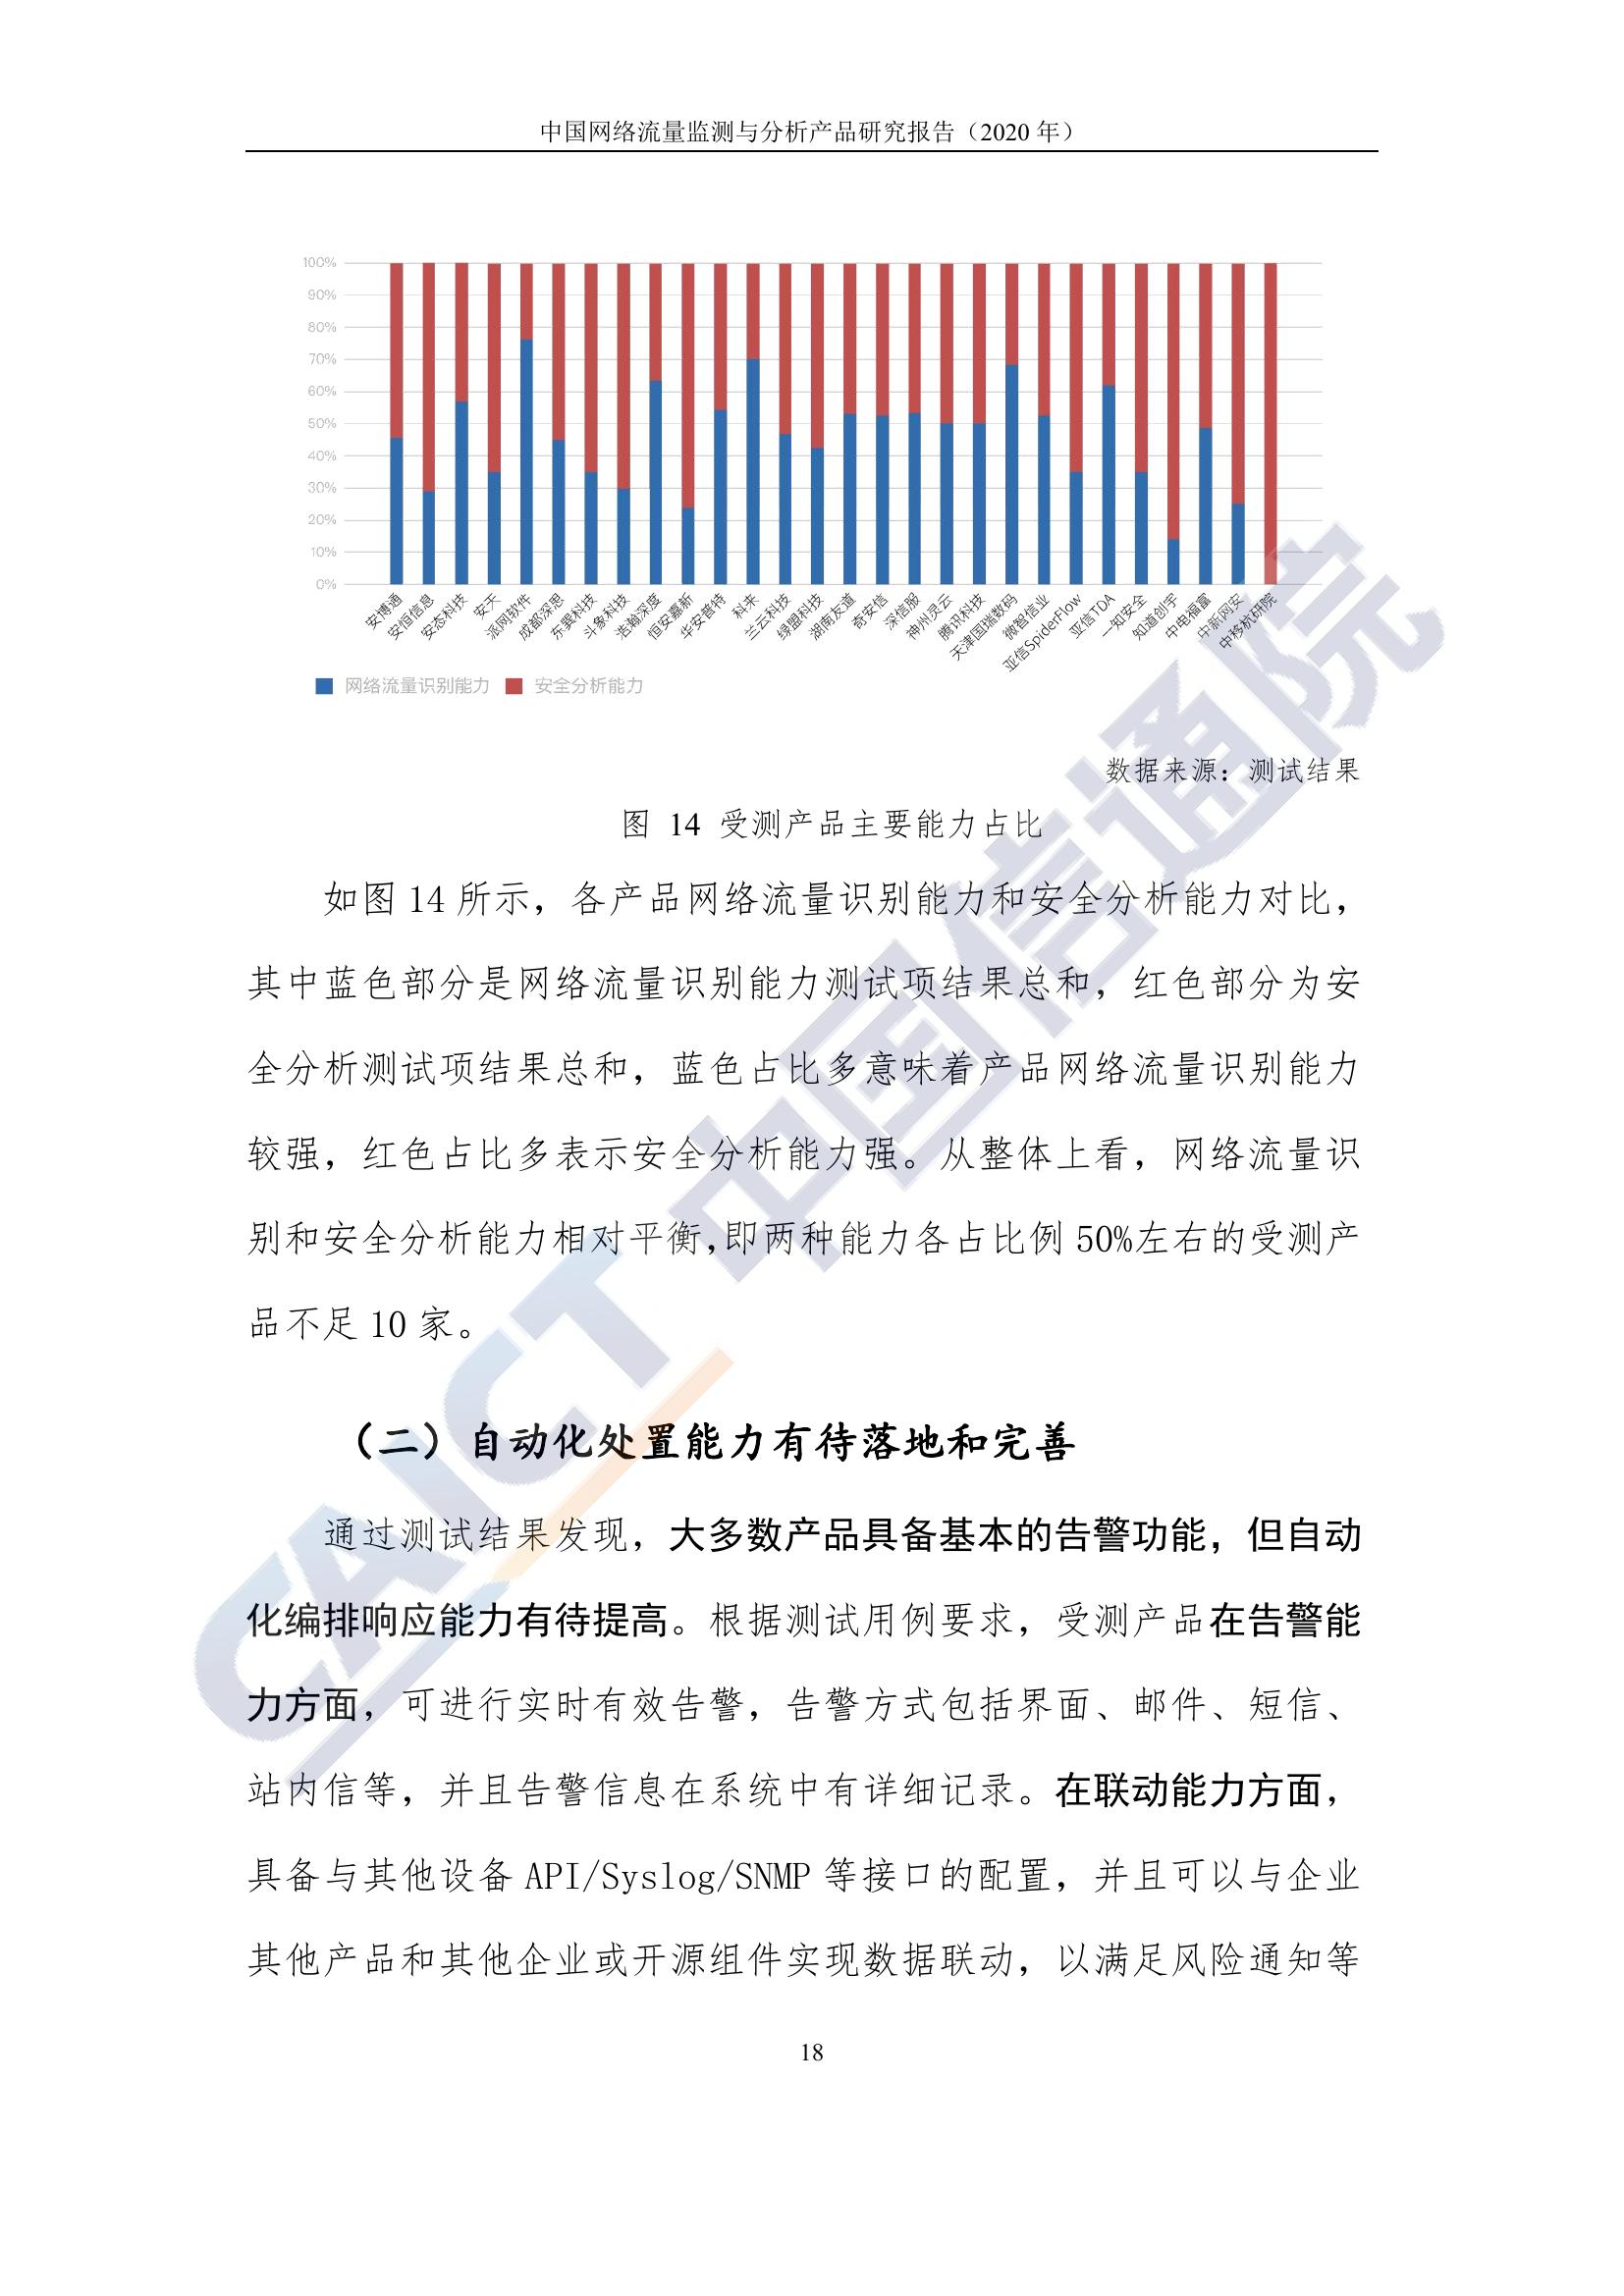 中国网络流量监测与分析产品研究报告（2020 年）
100%
90%
80%
70%
60%
50%
40%
30%
20%
10%
0%
安博通
安恒信息
安态科技
安天
派网软件
成都深思
东巽科技
斗象科技
浩瀚深度
恒安嘉新
华安普特
科来
兰云科技
绿盟科技
湖南友道
奇安信
深信服
神州灵云
腾讯科技
天津国瑞数码
微智信业
亚信SpiderFlow
亚信TDA
一知安全
知道创宇
中电福富
中新网安
中移杭研院
网络流量识别能力 安全分析能力
数据来源：测试结果
图 14 受测产品主要能力占比
如图 14 所示，各产品网络流量识别能力和安全分析能力对比，
其中蓝色部分是网络流量识别能力测试项结果总和，红色部分为安
全分析测试项结果总和，蓝色占比多意味着产品网络流量识别能力
较强，红色占比多表示安全分析能力强。从整体上看，网络流量识
别和安全分析能力相对平衡，即两种能力各占比例 50%左右的受测产
品不足 10 家。
（二）自动化处置能力有待落地和完善
通过测试结果发现，大多数产品具备基本的告警功能，但自动
化编排响应能力有待提高。根据测试用例要求，受测产品在告警能
力方面，可进行实时有效告警，告警方式包括界面、邮件、短信、
站内信等，并且告警信息在系统中有详细记录。在联动能力方面，
具备与其他设备 API/Syslog/SNMP 等接口的配置，并且可以与企业
其他产品和其他企业或开源组件实现数据联动，以满足风险通知等
18
CAICT 中国信通院